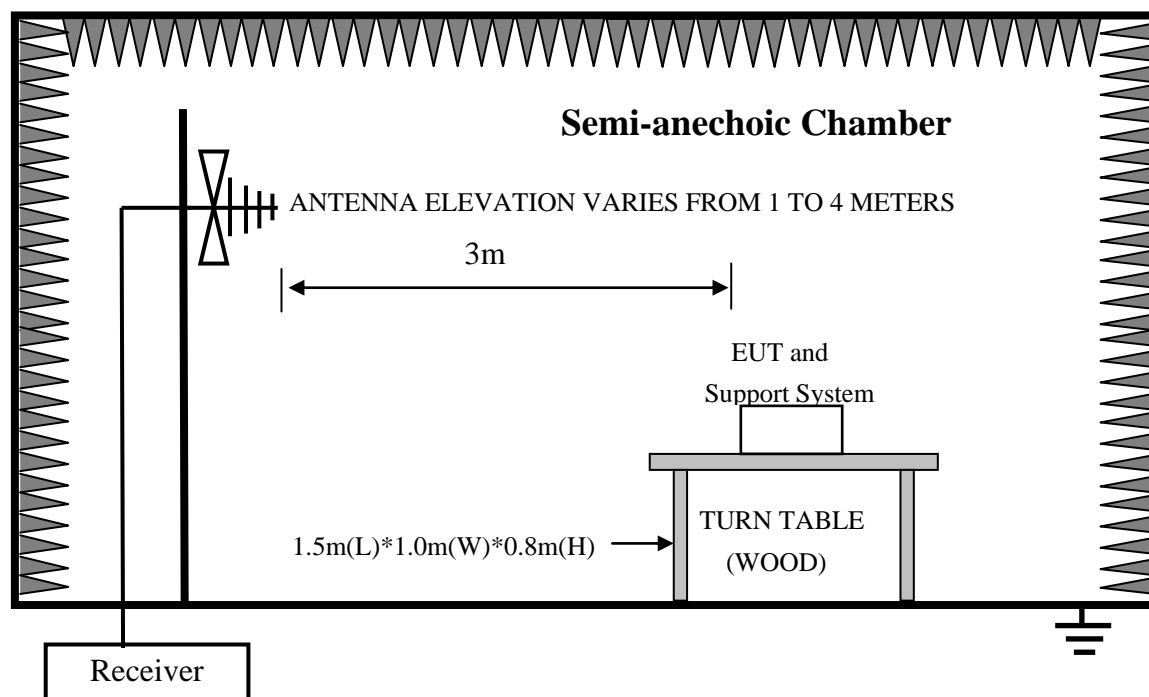 Semi-anechoic Chamber
ANTENNA ELEVATION VARIES FROM 1 TO 4 METERS
3m
EUT and
Support System
TURN TABLE
(WOOD)
1.5m(L)*1.0m(W)*0.8m(H)
Receiver